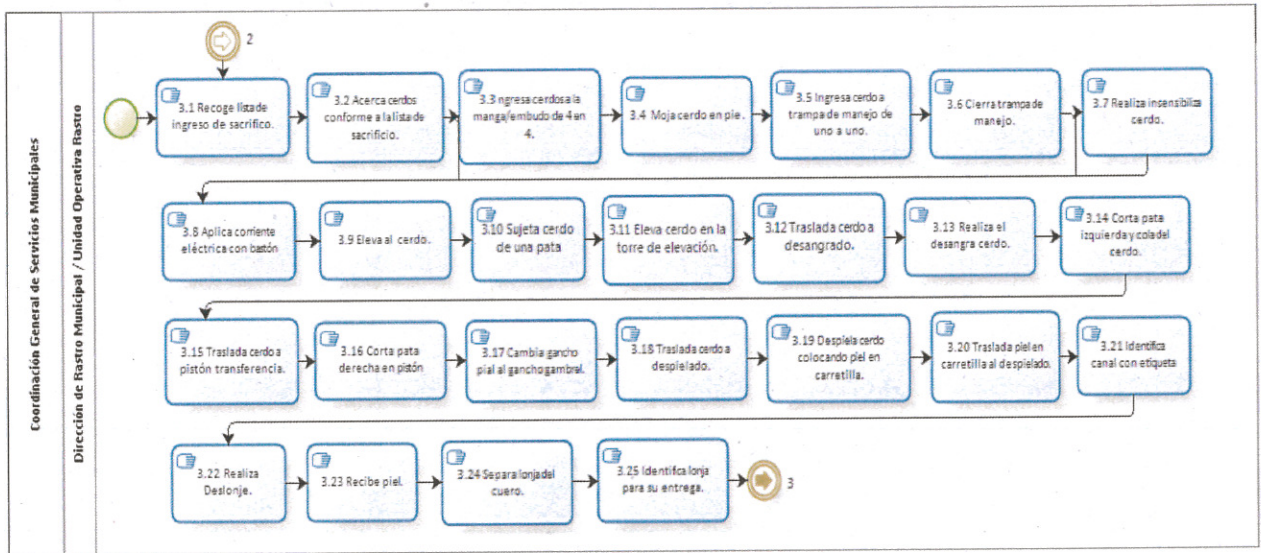 Coordinación General de Servicios Municipales
Dirección de Rastro Municipal / Unidad Operativa Rastro
2
3.1 Recoge lista de
ingreso de sacrifico.
3.2 Acerca cerdos
conforme a la lista de
sacrificio.
3.3 ngresa cerdos a la
manga/embudo de 4 en
4.
3.4 Moja cerdo en pie.
3.5 Ingresa cerdo a
trampa de manejo de
uno a uno.
3.6 Cierra trampa de
manejo.
3.7 Realiza insensibiliza
cerdo.
3.8 Aplica corriente
eléctrica con bastón
3.9 Eleva al cerdo.
3.10 Sujeta cerdo
de una pata
3.11 Eleva cerdo en la
torre de elevación.
3.12 Traslada cerdo a
desangrado.
3.13 Realiza el
desangra cerdo.
3.14 Corta pata
izquierda y cola del
cerdo.
3.15 Traslada cerdo a
pistón transferencia.
3.16 Corta pata
derecha en pistón
3.17 Cambia gancho
pial al gancho gambrel.
3.18 Traslada cerdo a
despielado.
3.19 Despiela cerdo
colocando piel en
carretilla.
3.20 Traslada piel en
carretilla al despielado.
3.21 Identifica
canal con etiqueta
3.22 Realiza
Deslonje.
3.23 Recibe piel.
3.24 Separa lonja del
cuero.
3.25 Identifca lonja
para su entrega.
3